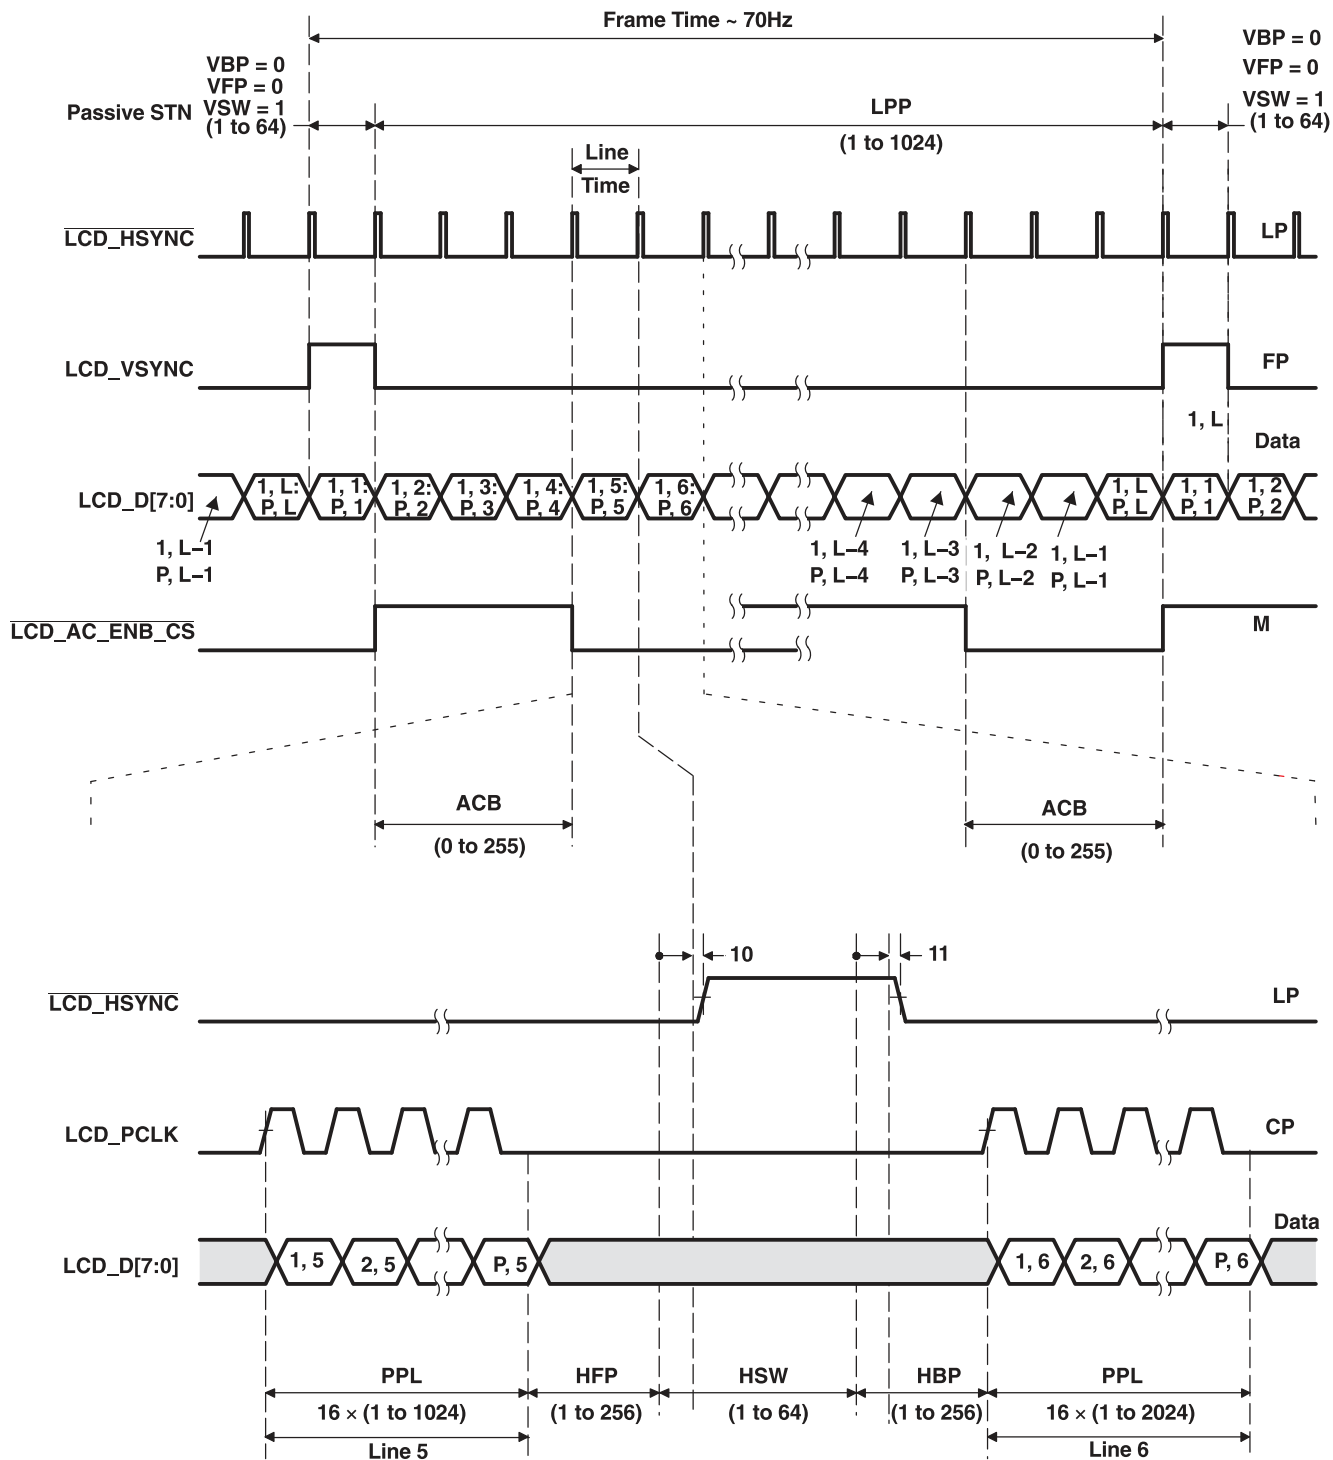 Frame Time ~ 70Hz
VBP = 0
VFP = 0
VSW = 1
(1 to 64)
Passive STN
LPP
(1 to 1024)
VBP = 0
VFP = 0
VSW = 1
(1 to 64)
Line
Time
LCD_HSYNC
LP
LCD_VSYNC
FP
1, L
Data
LCD_D[7:0]
1, L:
P, L
1, 1:
P, 1
1, 2:
P, 2
1, 3:
P, 3
1, 4:
P, 4
1, 5:
P, 5
1, 6:
P, 6
1, L
P, L
1, 1
P, 1
1, 2
P, 2
1, L–1
P, L–1
1, L–4
P, L–4
1, L–3
P, L–3
1, L–2
P, L–2
1, L–1
P, L–1
LCD_AC_ENB_CS
M
ACB
(0 to 255)
ACB
(0 to 255)
10
11
LCD_HSYNC
LP
LCD_PCLK
CP
Data
LCD_D[7:0]
1, 5
2, 5
P, 5
1, 6
2, 6
P, 6
PPL
HFP
HSW
HBP
PPL
16 × (1 to 1024)
(1 to 256)
(1 to 64)
(1 to 256)
16 × (1 to 2024)
Line 5
Line 6